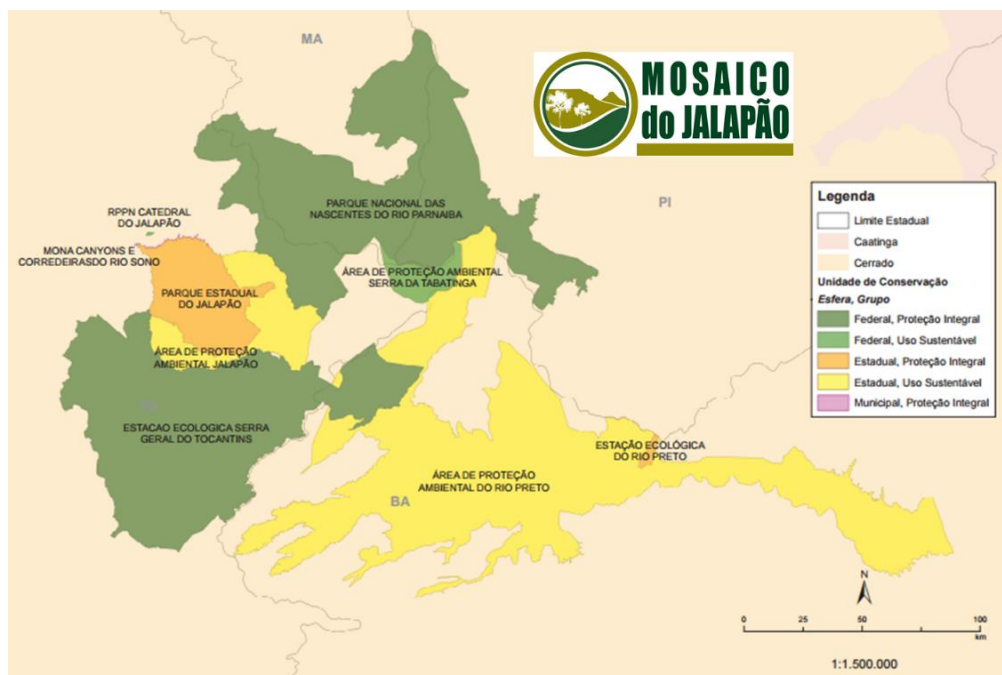 MA
MOSAICO
do JALAPÃO
PARQUE NACIONAL DAS
NASCENTES DO RIO PARNAIBA
PI
RPPN CATEDRAL
DO JALAPÃO
MONA CANYONS E
CORREDEIRASDO RIO SONO
ÁREA DE PROTEÇÃO AMBIENTAL
SERRA DA TABATINGA
PARQUE ESTADUAL
DO JALAPÃO
ÁREA DE PROTEÇÃO
AMBIENTAL JALAPÃO
ESTACAO ECOLOGICA SERRA
GERAL DO TOCANTINS
ESTAÇÃO ECOLÓGICA
DO RIO PRETO
ÁREA DE PROTEÇÃO
AMBIENTAL DO RIO PRETO
BA
Legenda
Limite Estadual
Caatinga
Cerrado
Unidade de Conservação
Esfera, Grupo
Federal, Proteção Integral
Federal, Uso Sustentável
Estadual, Proteção Integral
Estadual, Uso Sustentável
Municipal, Proteção Integral
N
0 25 50 100
km
1:1.500.000